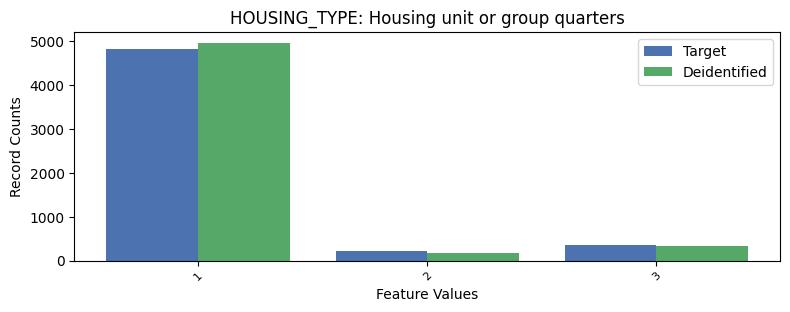 HOUSING_TYPE: Housing unit or group quarters
Target
Deidentified
Record Counts
5000
4000
3000
2000
1000
0
1
2
3
Feature Values